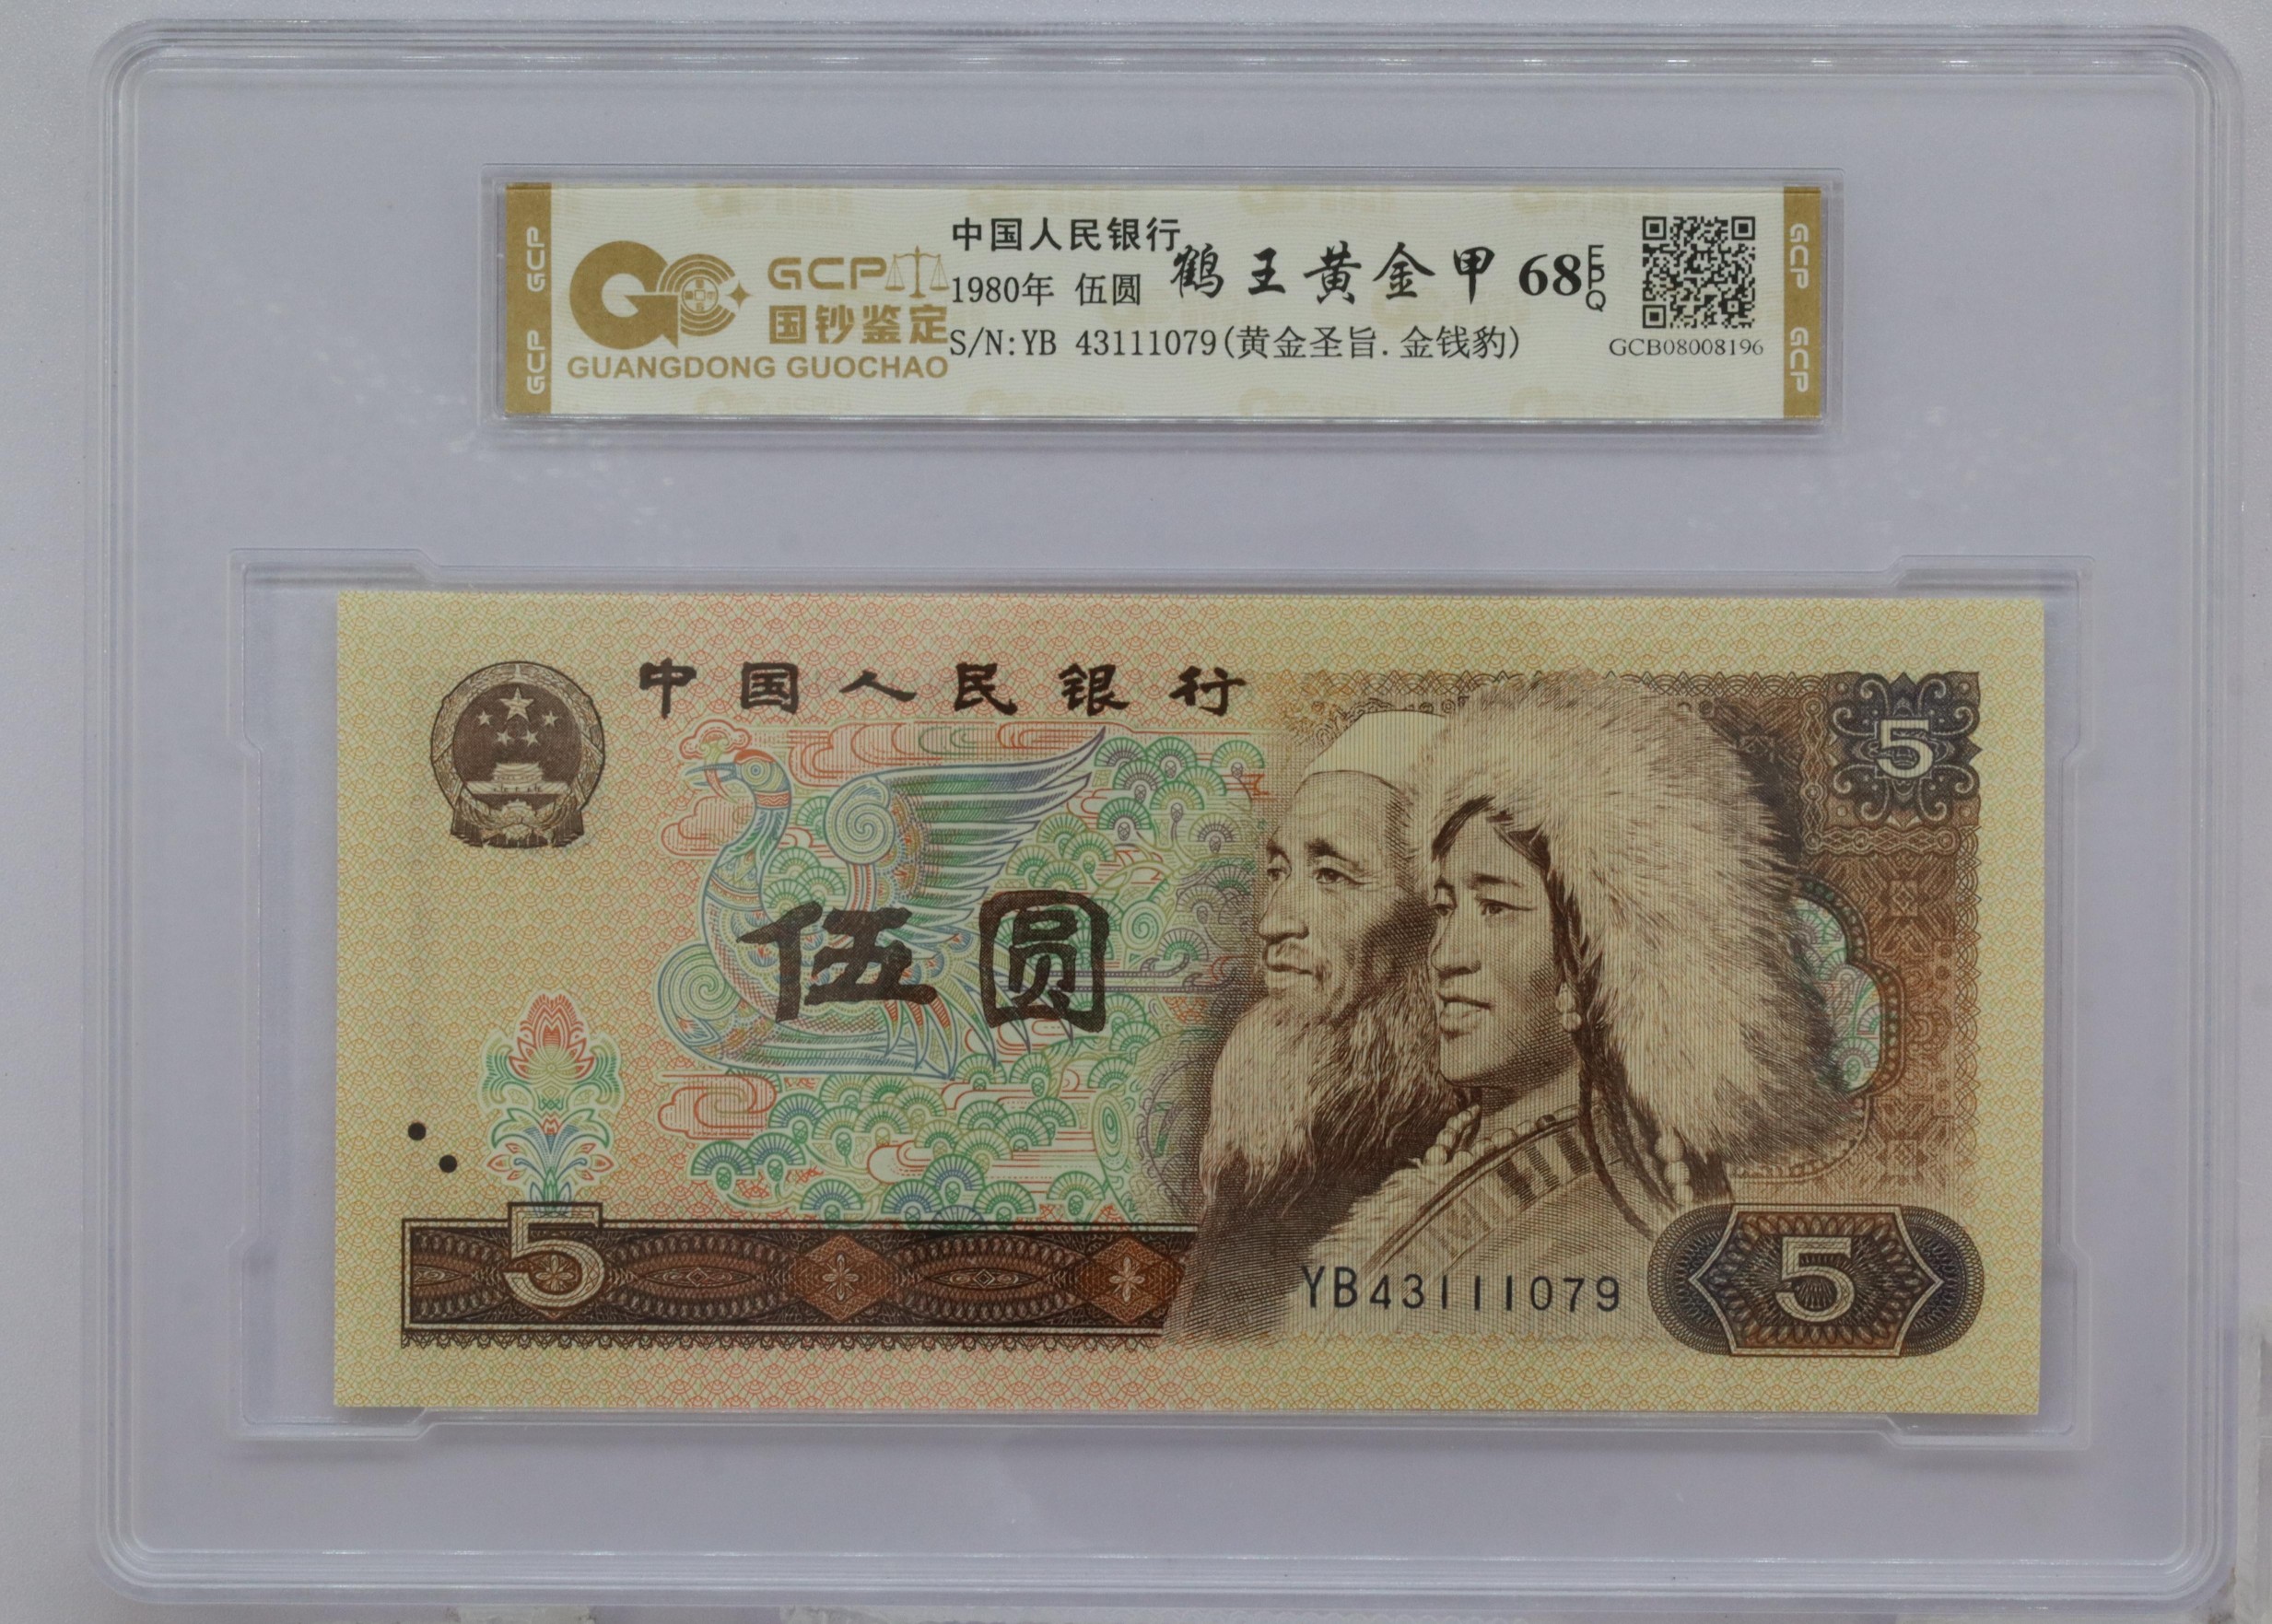 中国人民银行
1980年 伍圆
鹤王黄金甲 68 EPQ
S/N:YB 43111079(黄金圣旨.金钱豹)
GCB08008196
GCP
国钞鉴定
GUANGDONG GUOCHAO
GCP
GCP
GCP
GCP
中国人民银行
5
伍圆
5
YB43111079
5